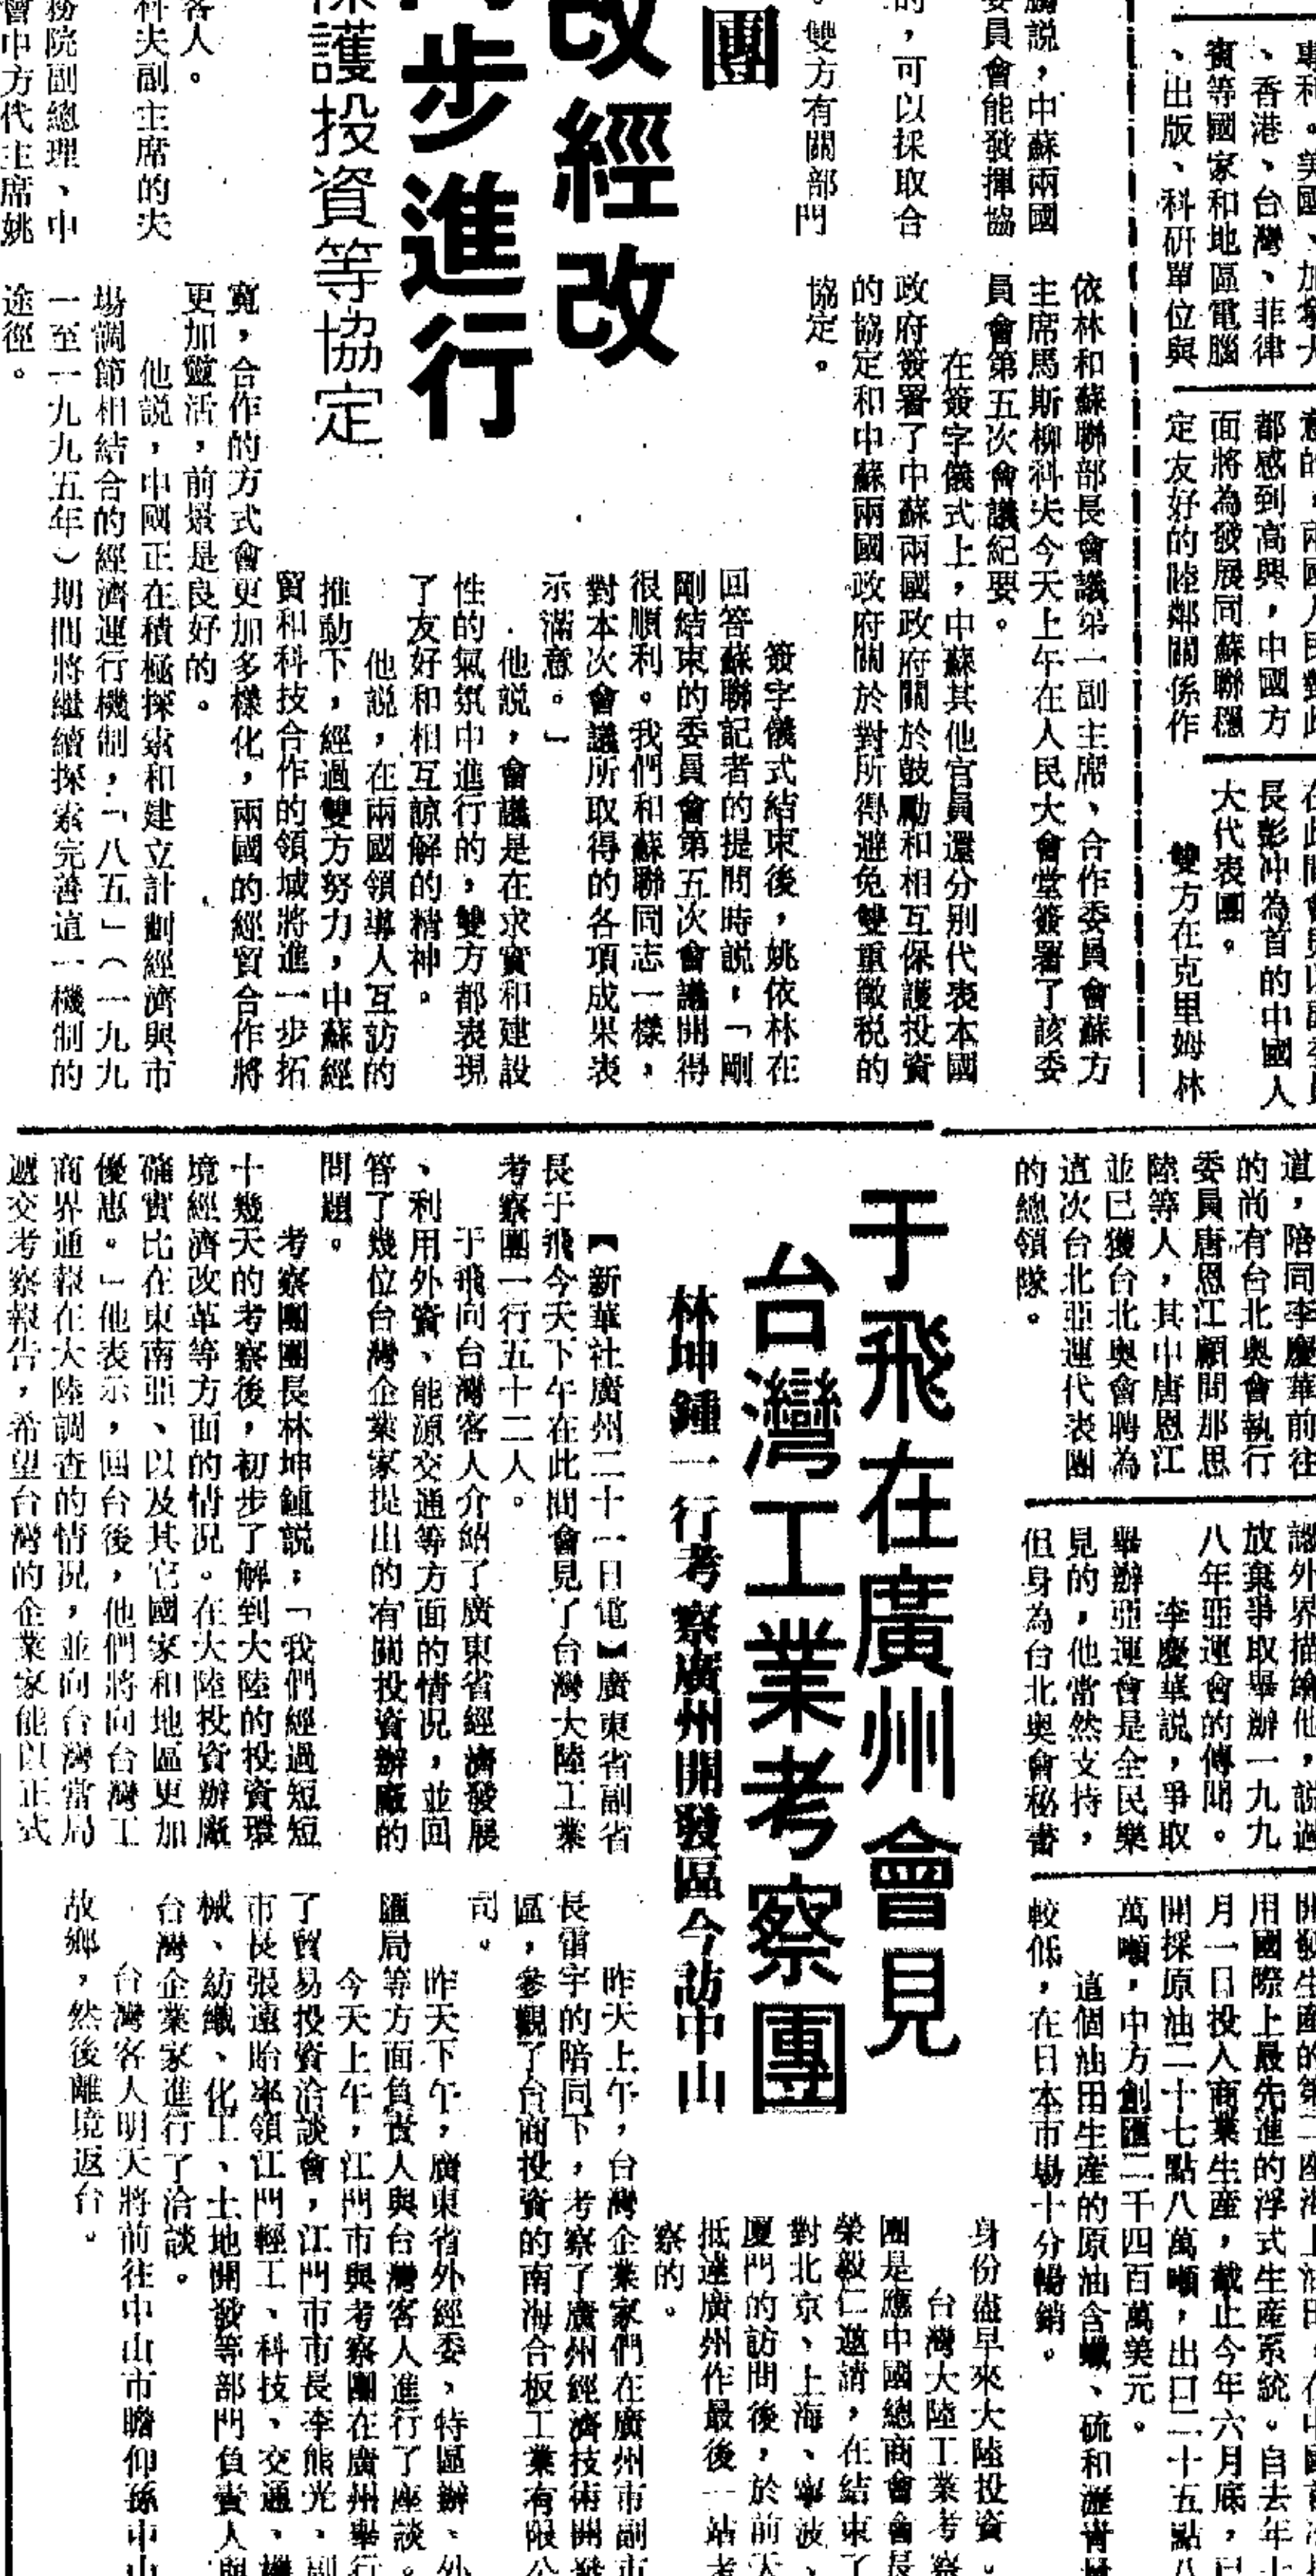 團
改經改
同步進行
保護投資等協定
鵬說，中蘇兩國
委員會能發揮協
的，可以採取合
。雙方有關部門
客人。
科夫副主席的夫
務院副總理、中
會中方代主席姚
依林和蘇聯部長會議第一副主席、合作委員會蘇方
主席馬斯柳科夫今天上午在人民大會堂簽署了該委
員會第五次會議紀要。
在簽字儀式上，中蘇其他官員還分別代表本國
政府簽署了中蘇兩國政府關於鼓勵和相互保護投資
的協定和中蘇兩國政府關於對所得避免雙重徵稅的
協定。
簽字儀式結束後，姚依林在
回答蘇聯記者的提問時說，「剛
剛結束的委員會第五次會議開得
很順利。我們和蘇聯同志一樣，
對本次會議所取得的各項成果表
示滿意。」
他說，會議是在求實和建設
性的氣氛中進行的，雙方都表現
了友好和相互諒解的精神。
他說，在兩國領導人互訪的
推動下，經過雙方努力，中蘇經
貿和科技合作的領域將進一步拓
寬，合作的方式會更加多樣化，兩國的經貿合作將
更加靈活，前景是良好的。
他說，中國正在積極探索和建立計劃經濟與市
場調節相結合的經濟運行機制，「八五」（一九九
一至一九九五年）期間將繼續探索完善這一機制的
途徑。
專利。美國、加拿大
、香港、台灣、菲律
賓等國家和地區電腦
、出版、科研單位與
都感到高興，中國方
面將為發展同蘇聯穩
定友好的睦鄰關係作
長彭冲為首的中國人
大代表團。
雙方在克里姆林
道，陪同李慶華前往
的尚有台北奧會執行
委員唐恩江顧問那思
陸等人，其中唐恩江
並已獲台北奧會聘為
這次台北亞運代表團
的總領隊。
認外界描繪他，說過
放棄爭取舉辦一九九
八年亞運會的傳聞。
李慶華說，爭取
舉辦亞運會是全民樂
見的，他當然支持，
但身為台北奧會秘書
用國際上最先進的浮式生產系統。自去年十
月一日投入商業生產，截止今年六月底，已
開採原油二十七點八萬噸，出口二十五點八
萬噸，中方創匯二千四百萬美元。
這個油田生產的原油含蠟、硫和瀝青量
較低，在日本市場十分暢銷。
于飛在廣州會見
台灣工業考察團
林坤鍾一行考察廣州開發區今訪中山
【新華社廣州二十一日電】廣東省副省
長于飛今天下午在此間會見了台灣大陸工業
考察團一行五十二人。
于飛向台灣客人介紹了廣東省經濟發展
、利用外資、能源交通等方面的情況，並回
答了幾位台灣企業家提出的有關投資辦廠的
問題。
考察團團長林坤鍾說，「我們經過短短
十幾天的考察後，初步了解到大陸的投資環
境經濟改革等方面的情況。在大陸投資辦廠
確實比在東南亞、以及其它國家和地區更加
優惠。」他表示，回台後，他們將向台灣工
商界通報在大陸調查的情況，並向台灣當局
遞交考察報告，希望台灣的企業家能以正式
身份儘早來大陸投資。
台灣大陸工業考察
團是應中國總商會會長
榮毅仁邀請，在結束了
對北京、上海、寧波、
廈門的訪問後，於前天
抵達廣州作最後一站考
察的。
昨天上午，台灣企業家們在廣州市副市
長雷宇的陪同下，考察了廣州經濟技術開發
區，參觀了台商投資的南海合板工業有限公
司。
昨天下午，廣東省外經委、特區辦、外
匯局等方面負責人與台灣客人進行了座談。
今天上午，江門市與考察團在廣州舉行
了貿易投資洽談會，江門市市長李熊光、副
市長張遠貽率領江門輕工、科技、交通、機
械、紡織、化工、土地開發等部門負責人與
台灣企業家進行了洽談。
台灣客人明天將前往中山市瞻仰孫中山
故鄉，然後離境返台。